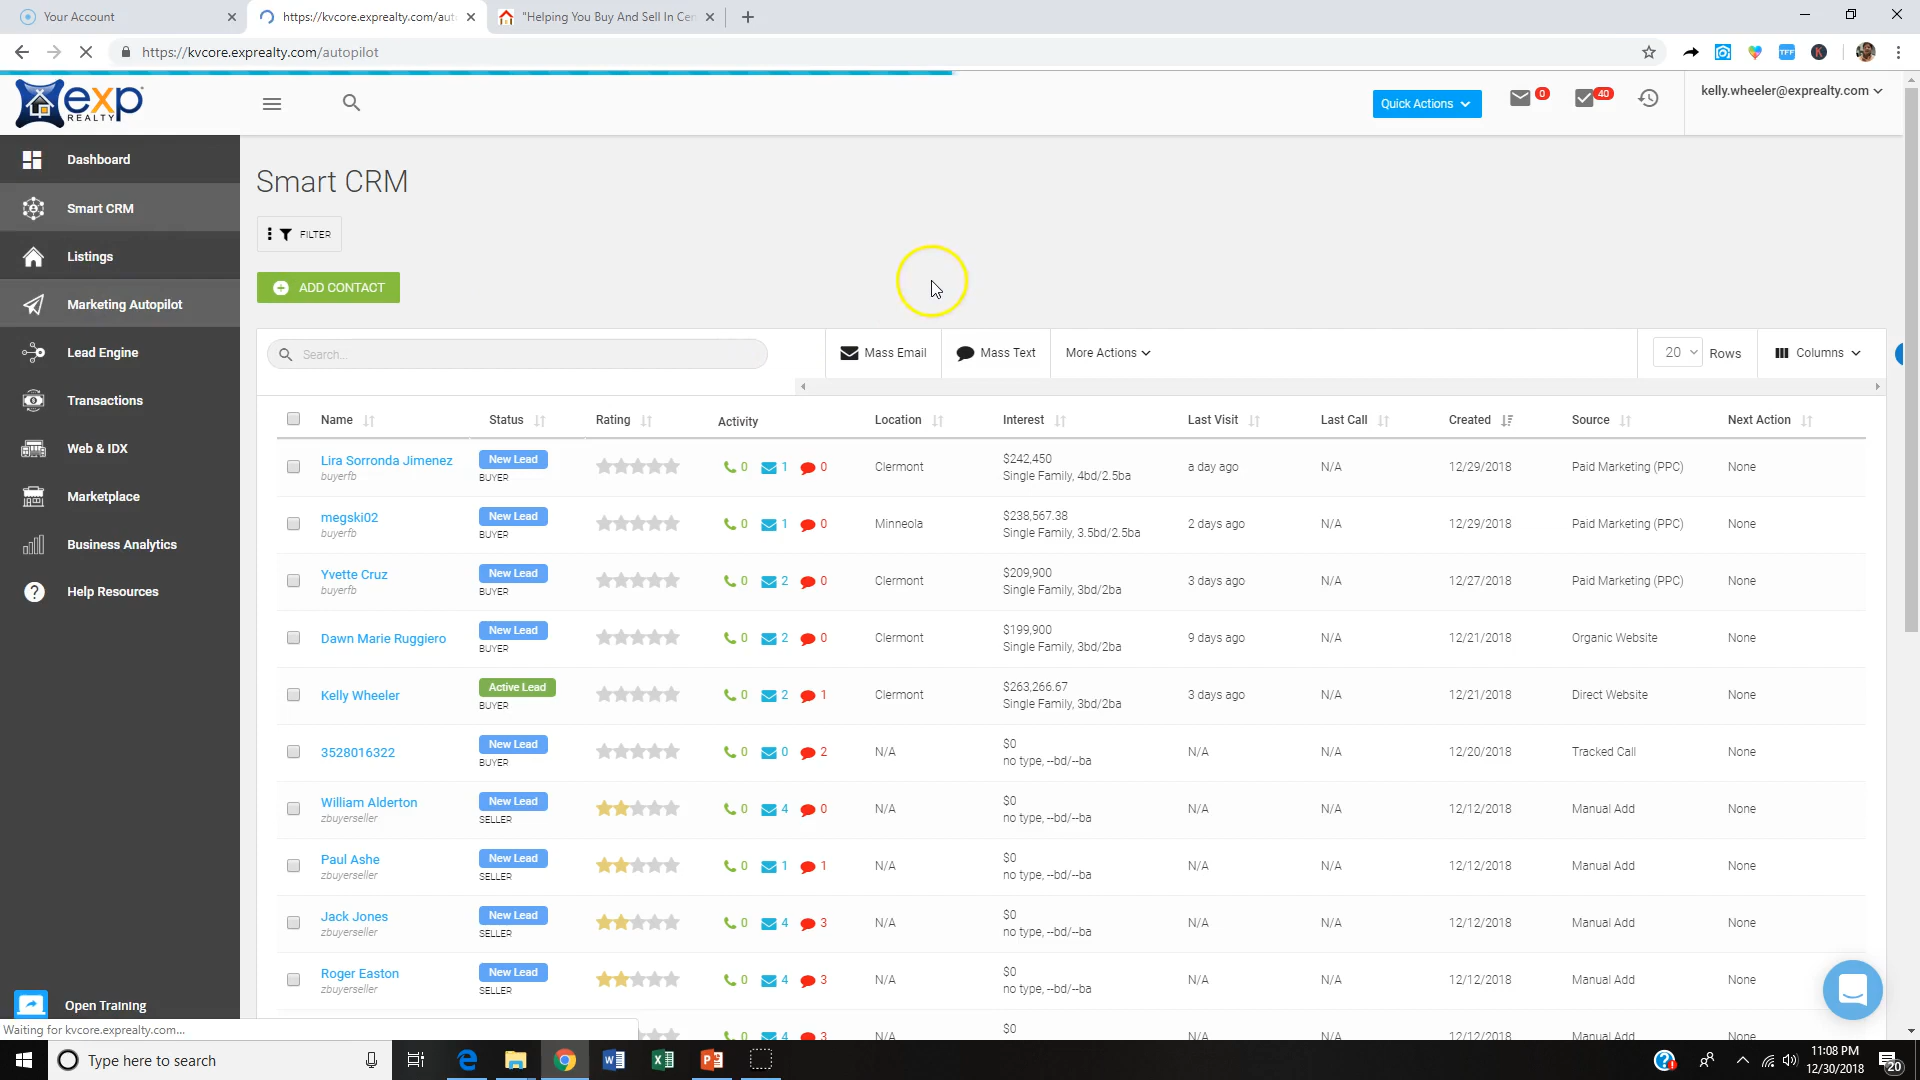 Your Account
https://kvcore.exprealty.com/aut
"Helping You Buy And Sell In Cen
https://kvcore.exprealty.com/autopilot
TFF
K
exp
REALTY
Quick Actions
0
40
kelly.wheeler@exprealty.com
Dashboard
Smart CRM
Listings
Marketing Autopilot
Lead Engine
Transactions
Web & IDX
Marketplace
Business Analytics
Help Resources
Open Training
Smart CRM
FILTER
ADD CONTACT
Search...
Mass Email
Mass Text
More Actions
20
Rows
Columns
Name Status Rating Activity Location Interest Last Visit Last Call Created Source Next Action
Lira Sorronda Jimenez New Lead 0 1 0 Clermont $242,450 a day ago N/A 12/29/2018 Paid Marketing (PPC) None
buyerfb BUYER Single Family, 4bd/2.5ba
megski02 New Lead 0 1 0 Minneola $238,567.38 2 days ago N/A 12/29/2018 Paid Marketing (PPC) None
buyerfb BUYER Single Family, 3.5bd/2.5ba
Yvette Cruz New Lead 0 2 0 Clermont $209,900 3 days ago N/A 12/27/2018 Paid Marketing (PPC) None
buyerfb BUYER Single Family, 3bd/2ba
Dawn Marie Ruggiero New Lead 0 2 0 Clermont $199,900 9 days ago N/A 12/21/2018 Organic Website None
BUYER Single Family, 3bd/2ba
Kelly Wheeler Active Lead 0 2 1 Clermont $263,266.67 3 days ago N/A 12/21/2018 Direct Website None
BUYER Single Family, 3bd/2ba
3528016322 New Lead 0 0 2 N/A $0 N/A N/A 12/20/2018 Tracked Call None
BUYER no type, --bd/--ba
William Alderton New Lead 0 4 0 N/A $0 N/A N/A 12/12/2018 Manual Add None
zbuyerseller SELLER no type, --bd/--ba
Paul Ashe New Lead 0 1 1 N/A $0 N/A N/A 12/12/2018 Manual Add None
zbuyerseller SELLER no type, --bd/--ba
Jack Jones New Lead 0 4 3 N/A $0 N/A N/A 12/12/2018 Manual Add None
zbuyerseller SELLER no type, --bd/--ba
Roger Easton New Lead 0 4 3 N/A $0 N/A N/A 12/12/2018 Manual Add None
zbuyerseller SELLER no type, --bd/--ba
0 4 3 N/A $0 N/A N/A 12/12/2018 Manual Add None
Waiting for kvcore.exprealty.com...
Type here to search
11:08 PM
12/30/2018
20